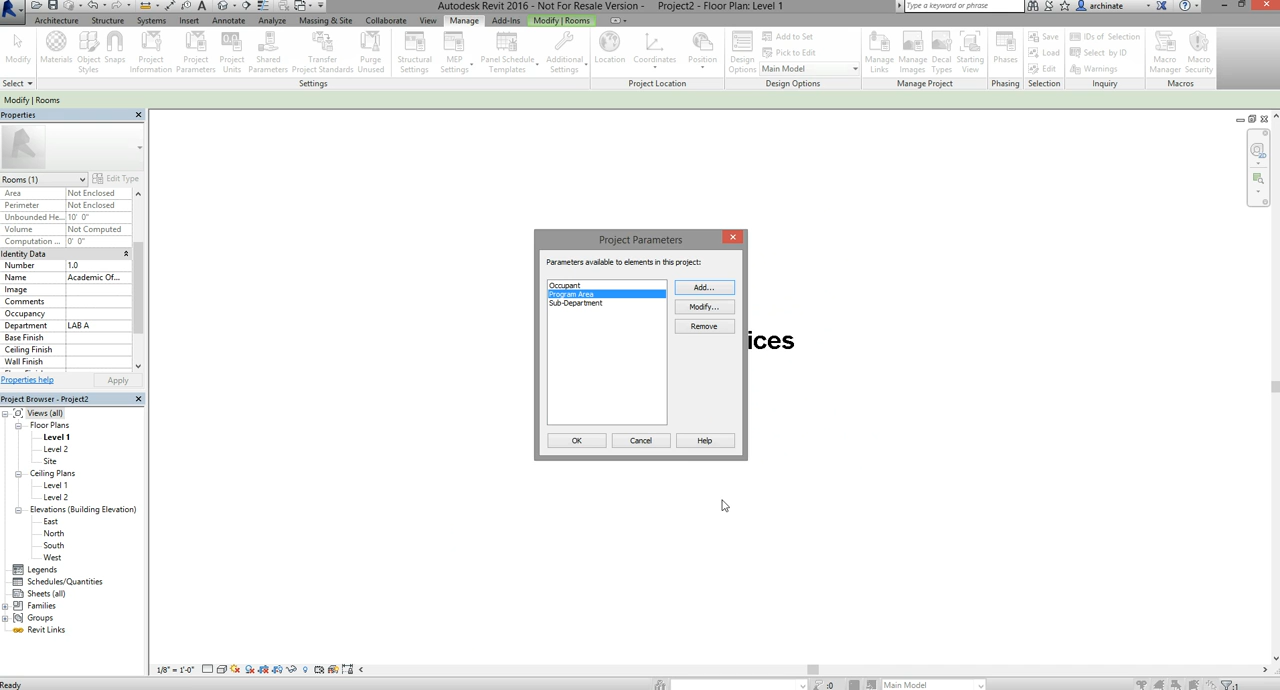 Autodesk Revit 2016 - Not For Resale Version - Project2 - Floor Plan: Level 1
Type a keyword or phrase
archinate
Architecture Structure Systems Insert Annotate Analyze Massing & Site Collaborate View Manage Add-Ins Modify | Rooms
Modify
Materials
Object Styles
Snaps
Project Information
Project Parameters
Project Units
Shared Parameters
Transfer Project Standards
Purge Unused
Structural Settings
MEP Settings
Panel Schedule Templates
Additional Settings
Location
Coordinates
Position
Design Options
Add to Set
Pick to Edit
Main Model
Manage Links
Manage Images
Decal Types
Starting View
Phases
Save
Load
Edit
IDs of Selection
Select by ID
Warnings
Macro Manager
Macro Security
Select
Settings
Project Location
Design Options
Manage Project
Phasing
Selection
Inquiry
Macros
Modify | Rooms
Properties
Rooms (1)
Edit Type
Area Not Enclosed
Perimeter Not Enclosed
Unbounded He... 10' 0"
Volume Not Computed
Computation ... 0' 0"
Identity Data
Number 1.0
Name Academic Of...
Image
Comments
Occupancy
Department LAB A
Base Finish
Ceiling Finish
Wall Finish
Properties help
Apply
Project Browser - Project2
Views (all)
Floor Plans
Level 1
Level 2
Site
Ceiling Plans
Level 1
Level 2
Elevations (Building Elevation)
East
North
South
West
Legends
Schedules/Quantities
Sheets (all)
Families
Groups
Revit Links
Project Parameters
Parameters available to elements in this project:
Occupant
Program Area
Sub-Department
Add...
Modify...
Remove
OK
Cancel
Help
ices
1/8" = 1'-0"
Ready
:0
Main Model
:1